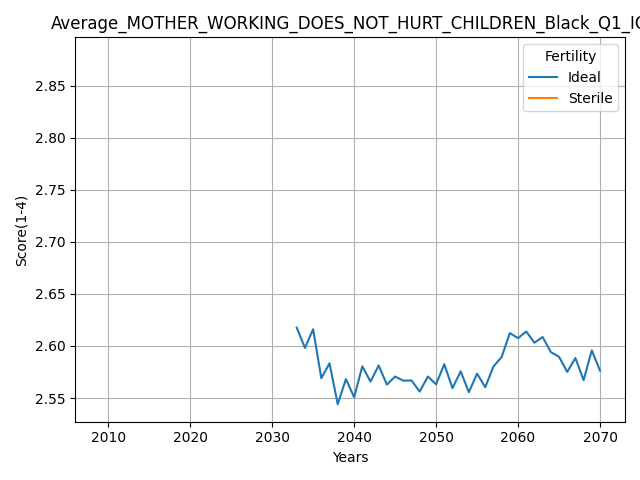 Average_MOTHER_WORKING_DOES_NOT_HURT_CHILDREN_Black_Q1_IC
Fertility
Ideal
Sterile
Score(1-4)
2.85
2.80
2.75
2.70
2.65
2.60
2.55
2010 2020 2030 2040 2050 2060 2070
Years